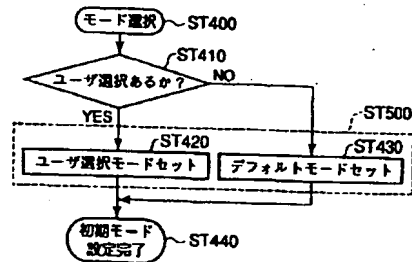 モード選択
ST400
ST410
ユーザ選択あるか?
NO
YES
ST500
ST420
ST430
ユーザ選択モードセット
デフォルトモードセット
初期モード
設定完了
ST440